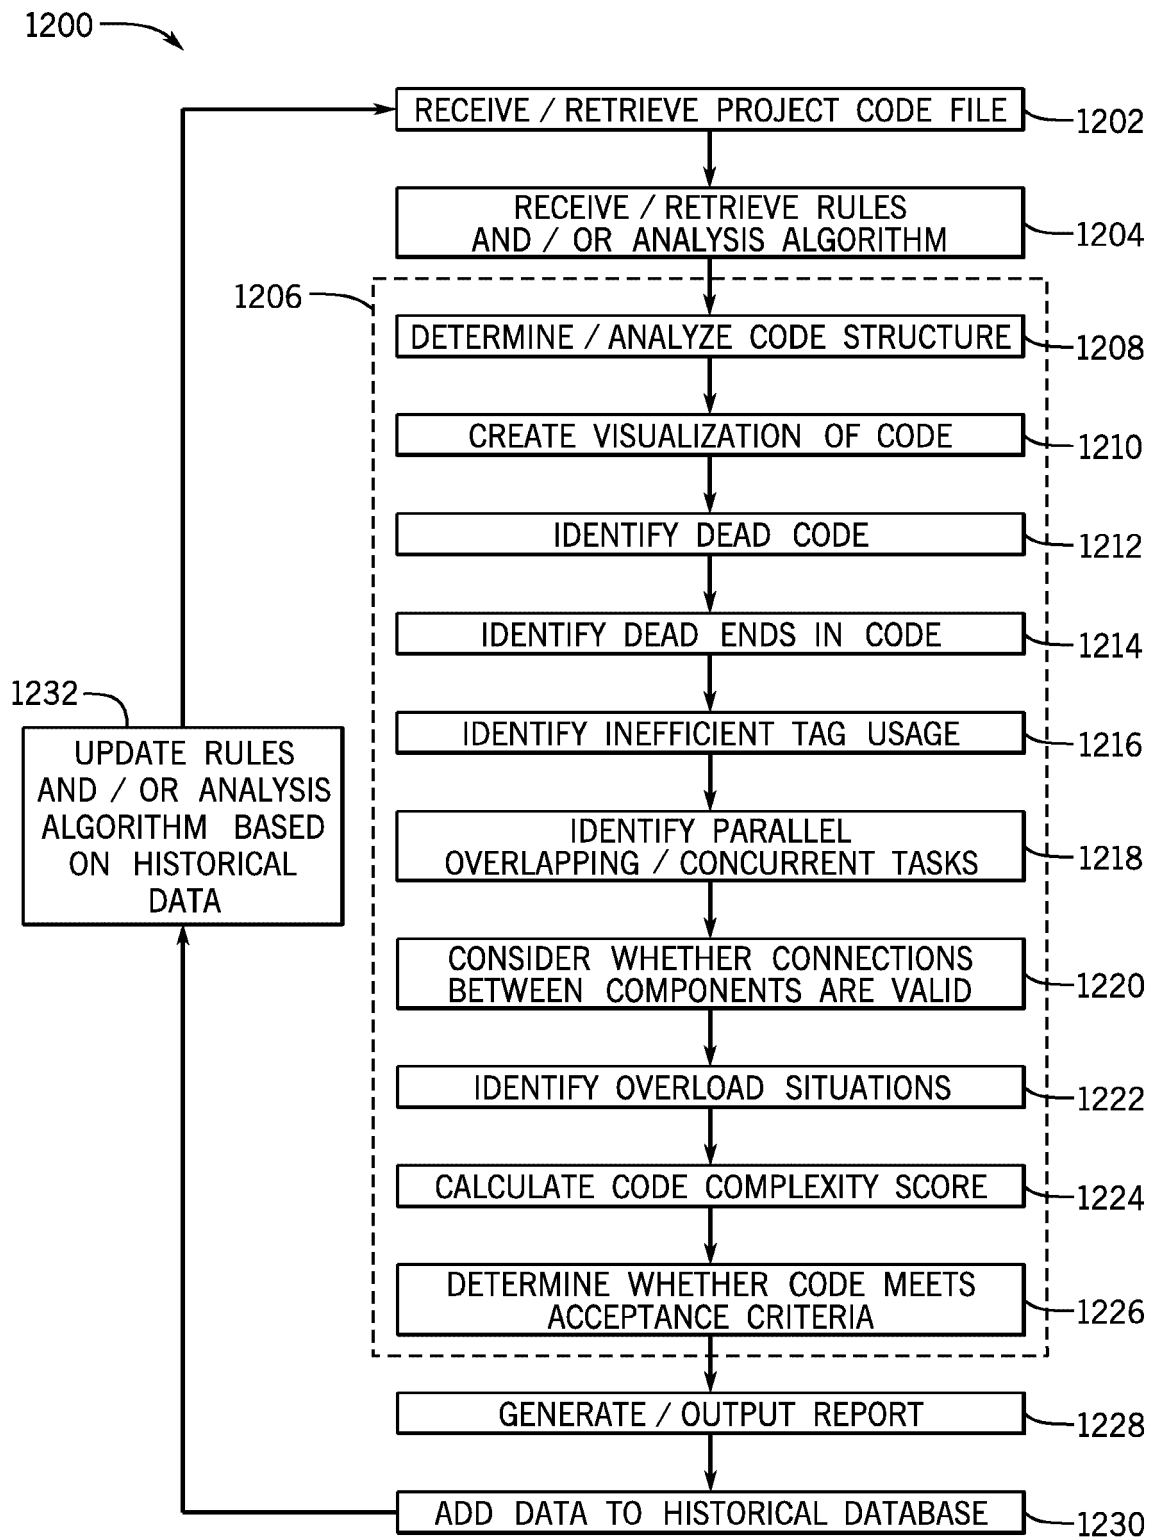 1200
RECEIVE / RETRIEVE PROJECT CODE FILE
1202
RECEIVE / RETRIEVE RULES
AND / OR ANALYSIS ALGORITHM
1204
1206
DETERMINE / ANALYZE CODE STRUCTURE
1208
CREATE VISUALIZATION OF CODE
1210
IDENTIFY DEAD CODE
1212
IDENTIFY DEAD ENDS IN CODE
1214
IDENTIFY INEFFICIENT TAG USAGE
1216
IDENTIFY PARALLEL
OVERLAPPING / CONCURRENT TASKS
1218
CONSIDER WHETHER CONNECTIONS
BETWEEN COMPONENTS ARE VALID
1220
IDENTIFY OVERLOAD SITUATIONS
1222
CALCULATE CODE COMPLEXITY SCORE
1224
DETERMINE WHETHER CODE MEETS
ACCEPTANCE CRITERIA
1226
GENERATE / OUTPUT REPORT
1228
ADD DATA TO HISTORICAL DATABASE
1230
1232
UPDATE RULES
AND / OR ANALYSIS
ALGORITHM BASED
ON HISTORICAL
DATA